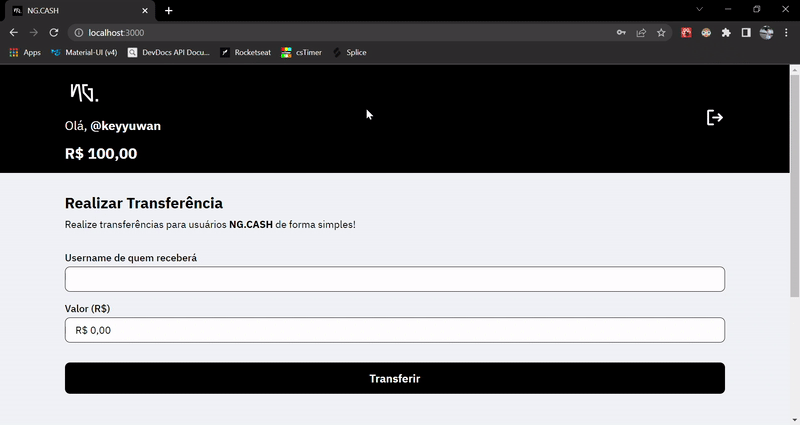 NG.CASH
localhost:3000
Apps Material-UI (v4) DevDocs API Docu... Rocketseat csTimer Splice
NG.
Olá, @keyyuwan
R$ 100,00
Realizar Transferência
Realize transferências para usuários NG.CASH de forma simples!
Username de quem receberá
Valor (R$)
R$ 0,00
Transferir